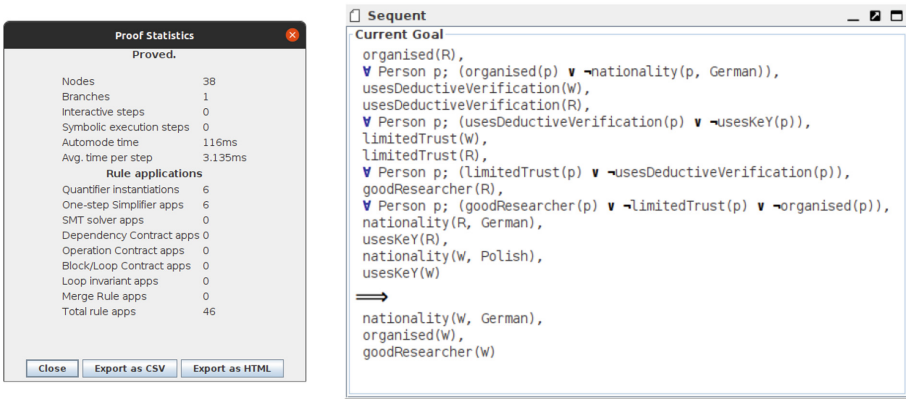 Proof Statistics
Proved.
Nodes 38
Branches 1
Interactive steps 0
Symbolic execution steps 0
Automode time 116ms
Avg. time per step 3.135ms
Rule applications
Quantifier instantiations 6
One-step Simplifier apps 6
SMT solver apps 0
Dependency Contract apps 0
Operation Contract apps 0
Block/Loop Contract apps 0
Loop invariant apps 0
Merge Rule apps 0
Total rule apps 46
Close Export as CSV Export as HTML
Sequent
Current Goal
organised(R),
∀ Person p; (organised(p) ∨ ¬nationality(p, German)),
usesDeductiveVerification(W),
usesDeductiveVerification(R),
∀ Person p; (usesDeductiveVerification(p) ∨ ¬usesKeY(p)),
limitedTrust(W),
limitedTrust(R),
∀ Person p; (limitedTrust(p) ∨ ¬usesDeductiveVerification(p)),
goodResearcher(R),
∀ Person p; (goodResearcher(p) ∨ ¬limitedTrust(p) ∨ ¬organised(p)),
nationality(R, German),
usesKeY(R),
nationality(W, Polish),
usesKeY(W)
⟹
nationality(W, German),
organised(W),
goodResearcher(W)